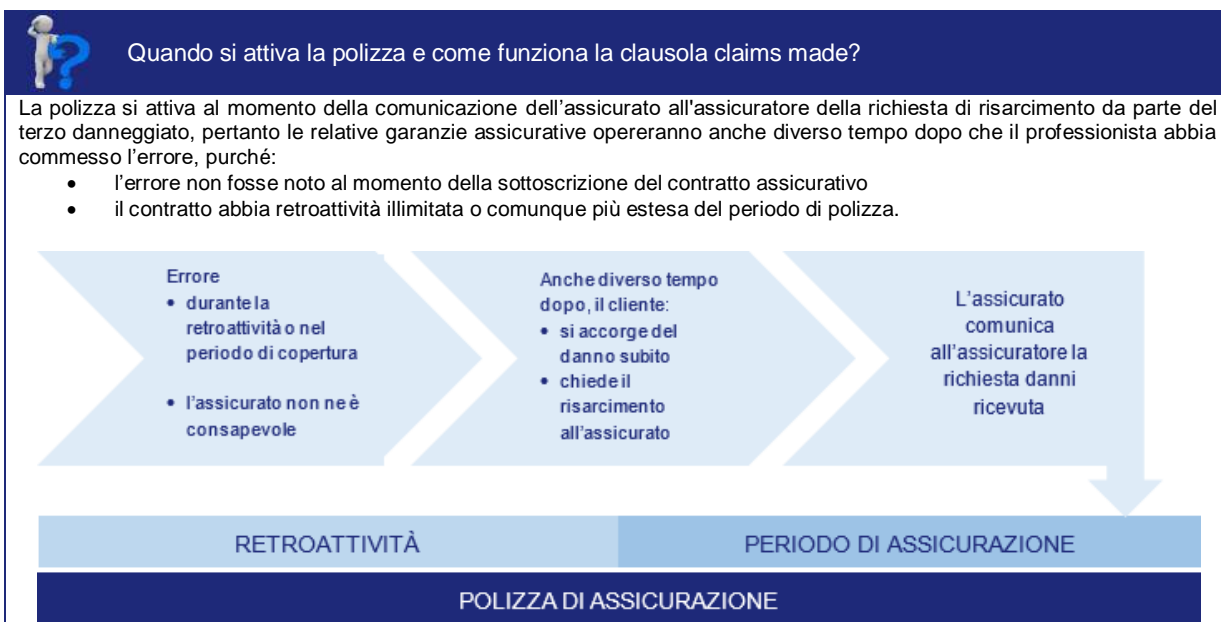 Quando si attiva la polizza e come funziona la clausola claims made?
La polizza si attiva al momento della comunicazione dell’assicurato all'assicuratore della richiesta di risarcimento da parte del
terzo danneggiato, pertanto le relative garanzie assicurative opereranno anche diverso tempo dopo che il professionista abbia
commesso l’errore, purché:
• l’errore non fosse noto al momento della sottoscrizione del contratto assicurativo
• il contratto abbia retroattività illimitata o comunque più estesa del periodo di polizza.
Errore
• durante la
retroattività o nel
periodo di copertura
• l’assicurato non ne è
consapevole
Anche diverso tempo
dopo, il cliente:
• si accorge del
danno subito
• chiede il
risarcimento
all’assicurato
L’assicurato
comunica
all’assicuratore la
richiesta danni
ricevuta
RETROATTIVITÀ
PERIODO DI ASSICURAZIONE
POLIZZA DI ASSICURAZIONE